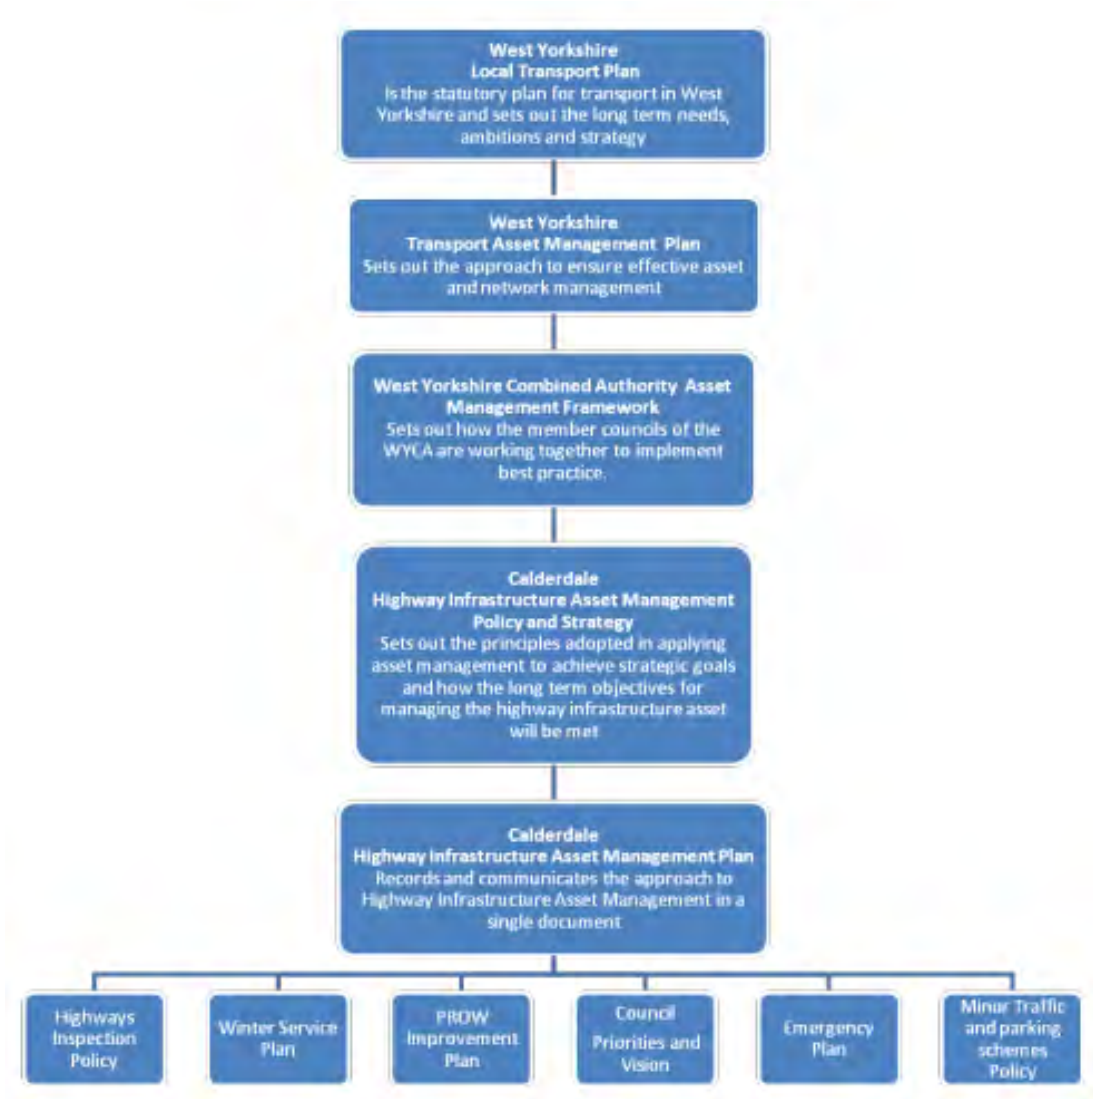 West Yorkshire
Local Transport Plan
Is the statutory plan for transport in West
Yorkshire and sets out the long term needs,
ambitions and strategy
West Yorkshire
Transport Asset Management Plan
Sets out the approach to ensure effective asset
and network management
West Yorkshire Combined Authority Asset
Management Framework
Sets out how the member councils of the
WYCA are working together to implement
best practice.
Calderdale
Highway Infrastructure Asset Management
Policy and Strategy
Sets out the principles adopted in applying
asset management to achieve strategic goals
and how the long term objectives for
managing the highway infrastructure asset
will be met
Calderdale
Highway Infrastructure Asset Management Plan
Records and communicates the approach to
Highway Infrastructure Asset Management in a
single document
Highways
Inspection
Policy
Winter Service
Plan
PROW
Improvement
Plan
Council
Priorities and
Vision
Emergency
Plan
Minor Traffic
and parking
schemes
Policy